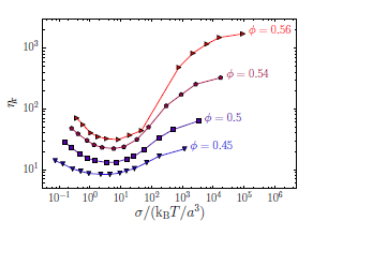 10³
10²
10¹
η_r
ϕ = 0.56
ϕ = 0.54
ϕ = 0.5
ϕ = 0.45
10⁻¹ 10⁰ 10¹ 10² 10³ 10⁴ 10⁵ 10⁶
σ/(k_BT/a³)